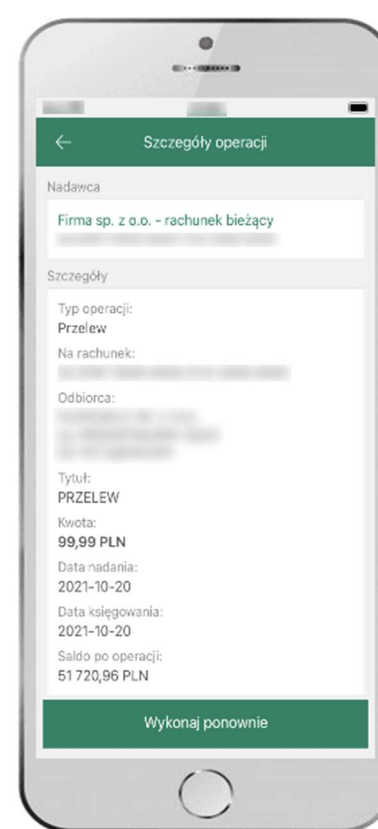 Szczegóły operacji
Nadawca
Firma sp. z o.o. - rachunek bieżący
Szczegóły
Typ operacji:
Przelew
Na rachunek:
Odbiorca:
Tytuł:
PRZELEW
Kwota:
99,99 PLN
Data nadania:
2021-10-20
Data księgowania:
2021-10-20
Saldo po operacji:
51 720,96 PLN
Wykonaj ponownie